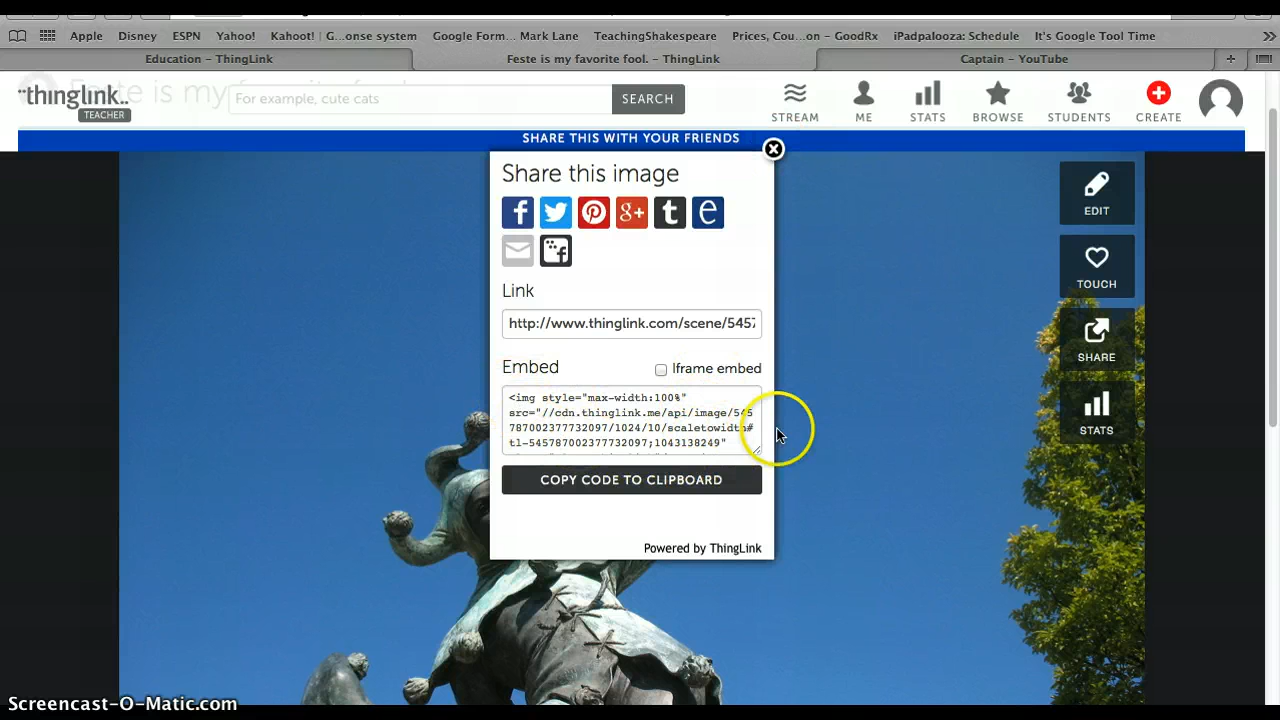 Apple Disney ESPN Yahoo! Kahoot! | G...onse system Google Form... Mark Lane TeachingShakespeare Prices, Cou...on - GoodRx iPadpalooza: Schedule It's Google Tool Time
Education – ThingLink Feste is my favorite fool. – ThingLink Captain – YouTube
Feste is my favorite fool.
thinglink..
TEACHER
For example, cute cats
SEARCH
STREAM ME STATS BROWSE STUDENTS CREATE
SHARE THIS WITH YOUR FRIENDS
Share this image
EDIT
TOUCH
SHARE
STATS
Link
http://www.thinglink.com/scene/5457
Embed Iframe embed
<img style="max-width:100%"
src="//cdn.thinglink.me/api/image/545
787002377732097/1024/10/scaletowidth#
tl-545787002377732097;1043138249"
COPY CODE TO CLIPBOARD
Powered by ThingLink
Screencast-O-Matic.com